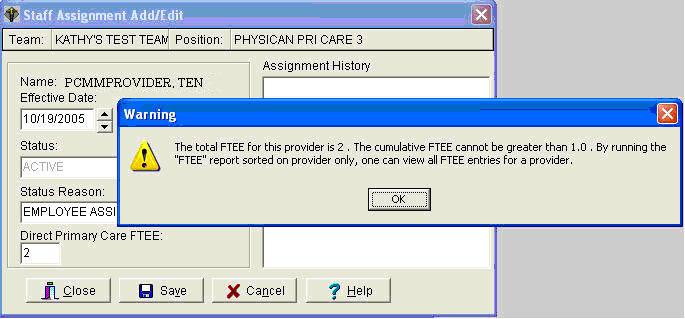 Staff Assignment Add/Edit
Team: KATHY'S TEST TEAM Position: PHYSICAN PRI CARE 3
Assignment History
Name: PCMMPROVIDER, TEN
Effective Date:
10/19/2005
Warning
The total FTEE for this provider is 2 . The cumulative FTEE cannot be greater than 1.0 . By running the
"FTEE" report sorted on provider only, one can view all FTEE entries for a provider.
OK
Status:
ACTIVE
Status Reason:
EMPLOYEE ASSI
Direct Primary Care FTEE:
2
Close Save Cancel ? Help